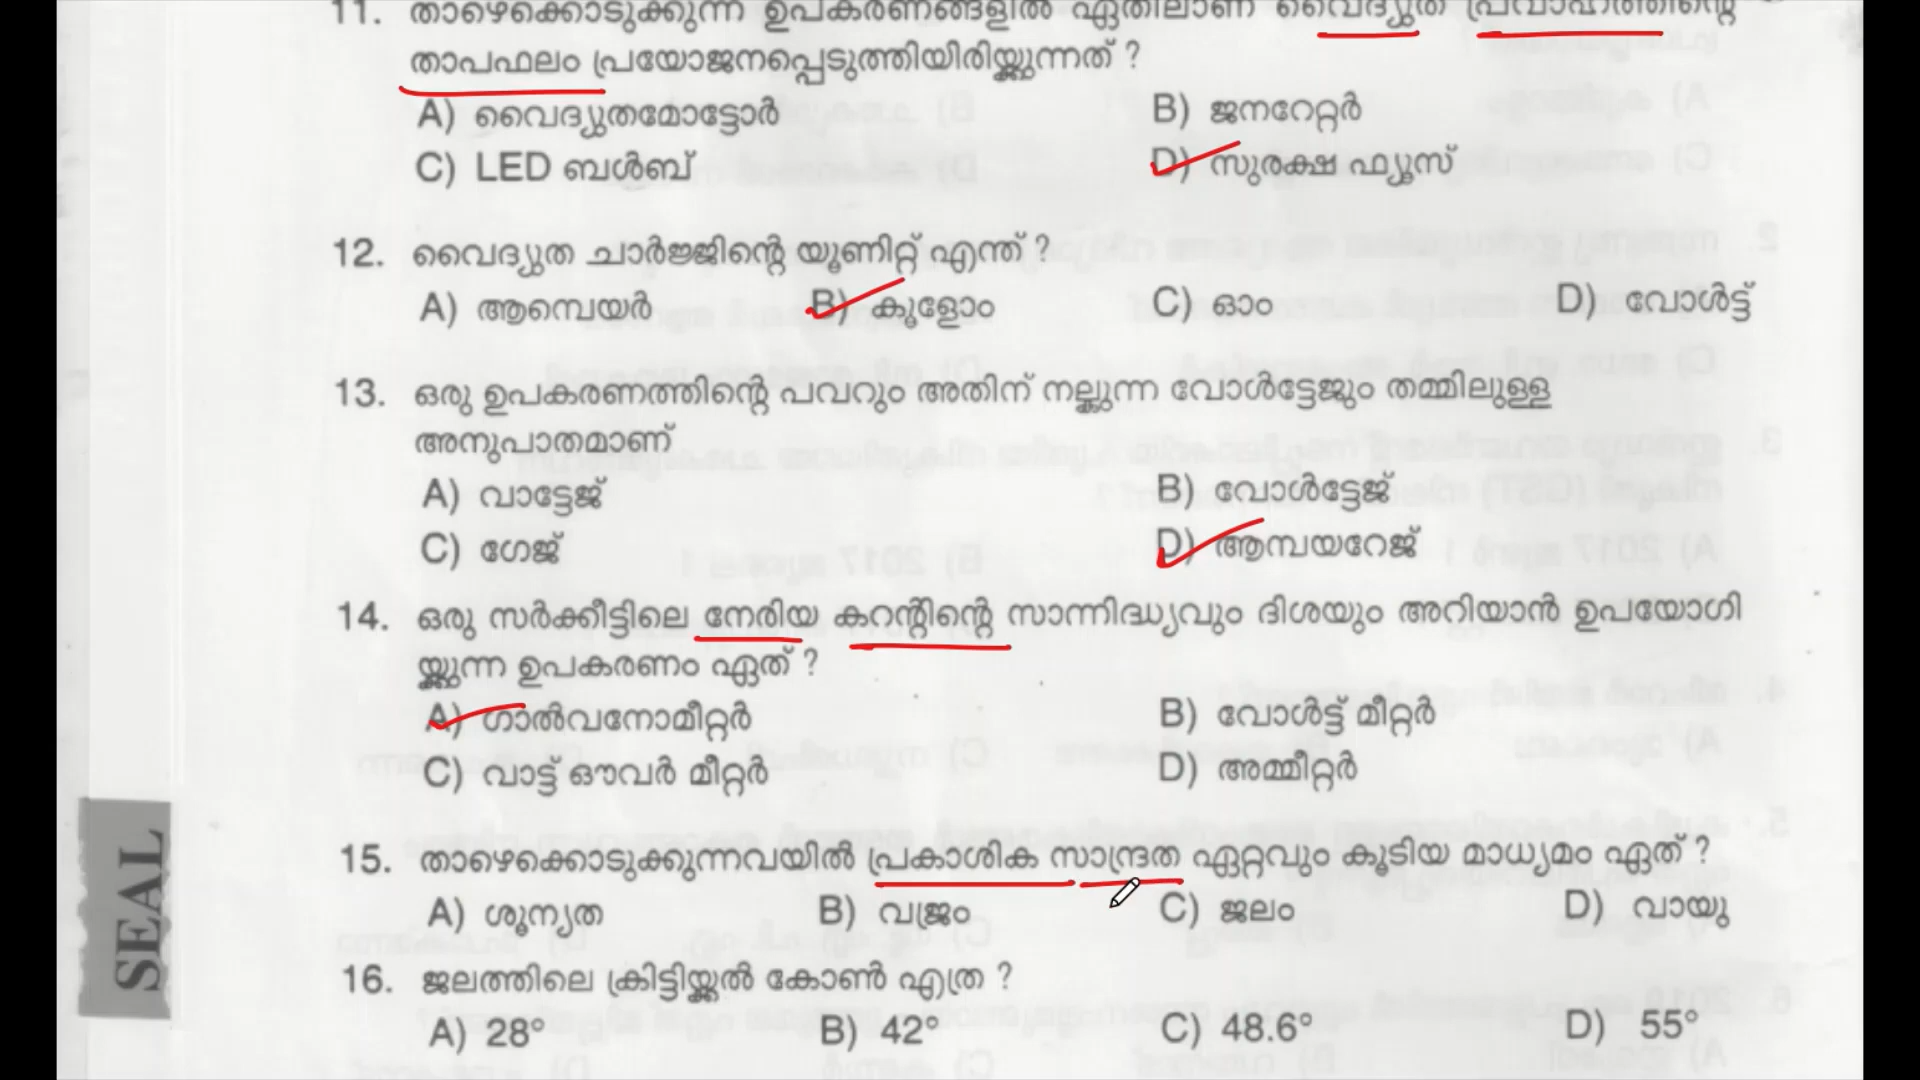 11. താഴെക്കൊടുക്കുന്ന ഉപകരണങ്ങളിൽ ഏതിലാണ് വൈദ്യുത പ്രവാഹത്തിന്റെ
താപഫലം പ്രയോജനപ്പെടുത്തിയിരിയ്ക്കുന്നത് ?
A) വൈദ്യുതമോട്ടോർ B) ജനറേറ്റർ
C) LED ബൾബ് D) സുരക്ഷ ഫ്യൂസ്
12. വൈദ്യുത ചാർജ്ജിന്റെ യൂണിറ്റ് എന്ത് ?
A) ആമ്പെയർ B) കൂളോം C) ഓം D) വോൾട്ട്
13. ഒരു ഉപകരണത്തിന്റെ പവറും അതിന് നല്ക്കുന്ന വോൾട്ടേജും തമ്മിലുള്ള
അനുപാതമാണ്
A) വാട്ടേജ് B) വോൾട്ടേജ്
C) ഗേജ് D) ആമ്പയറേജ്
14. ഒരു സർക്കീട്ടിലെ നേരിയ കറന്റിന്റെ സാന്നിദ്ധ്യവും ദിശയും അറിയാൻ ഉപയോഗി
യ്ക്കുന്ന ഉപകരണം ഏത് ?
A) ഗാൽവനോമീറ്റർ B) വോൾട്ട് മീറ്റർ
C) വാട്ട് ഔവർ മീറ്റർ D) അമ്മീറ്റർ
15. താഴെക്കൊടുക്കുന്നവയിൽ പ്രകാശിക സാന്ദ്രത ഏറ്റവും കൂടിയ മാധ്യമം ഏത് ?
A) ശൂന്യത B) വജ്രം C) ജലം D) വായു
16. ജലത്തിലെ ക്രിട്ടിയ്ക്കൽ കോൺ എത്ര ?
A) 28° B) 42° C) 48.6° D) 55°
SEAL